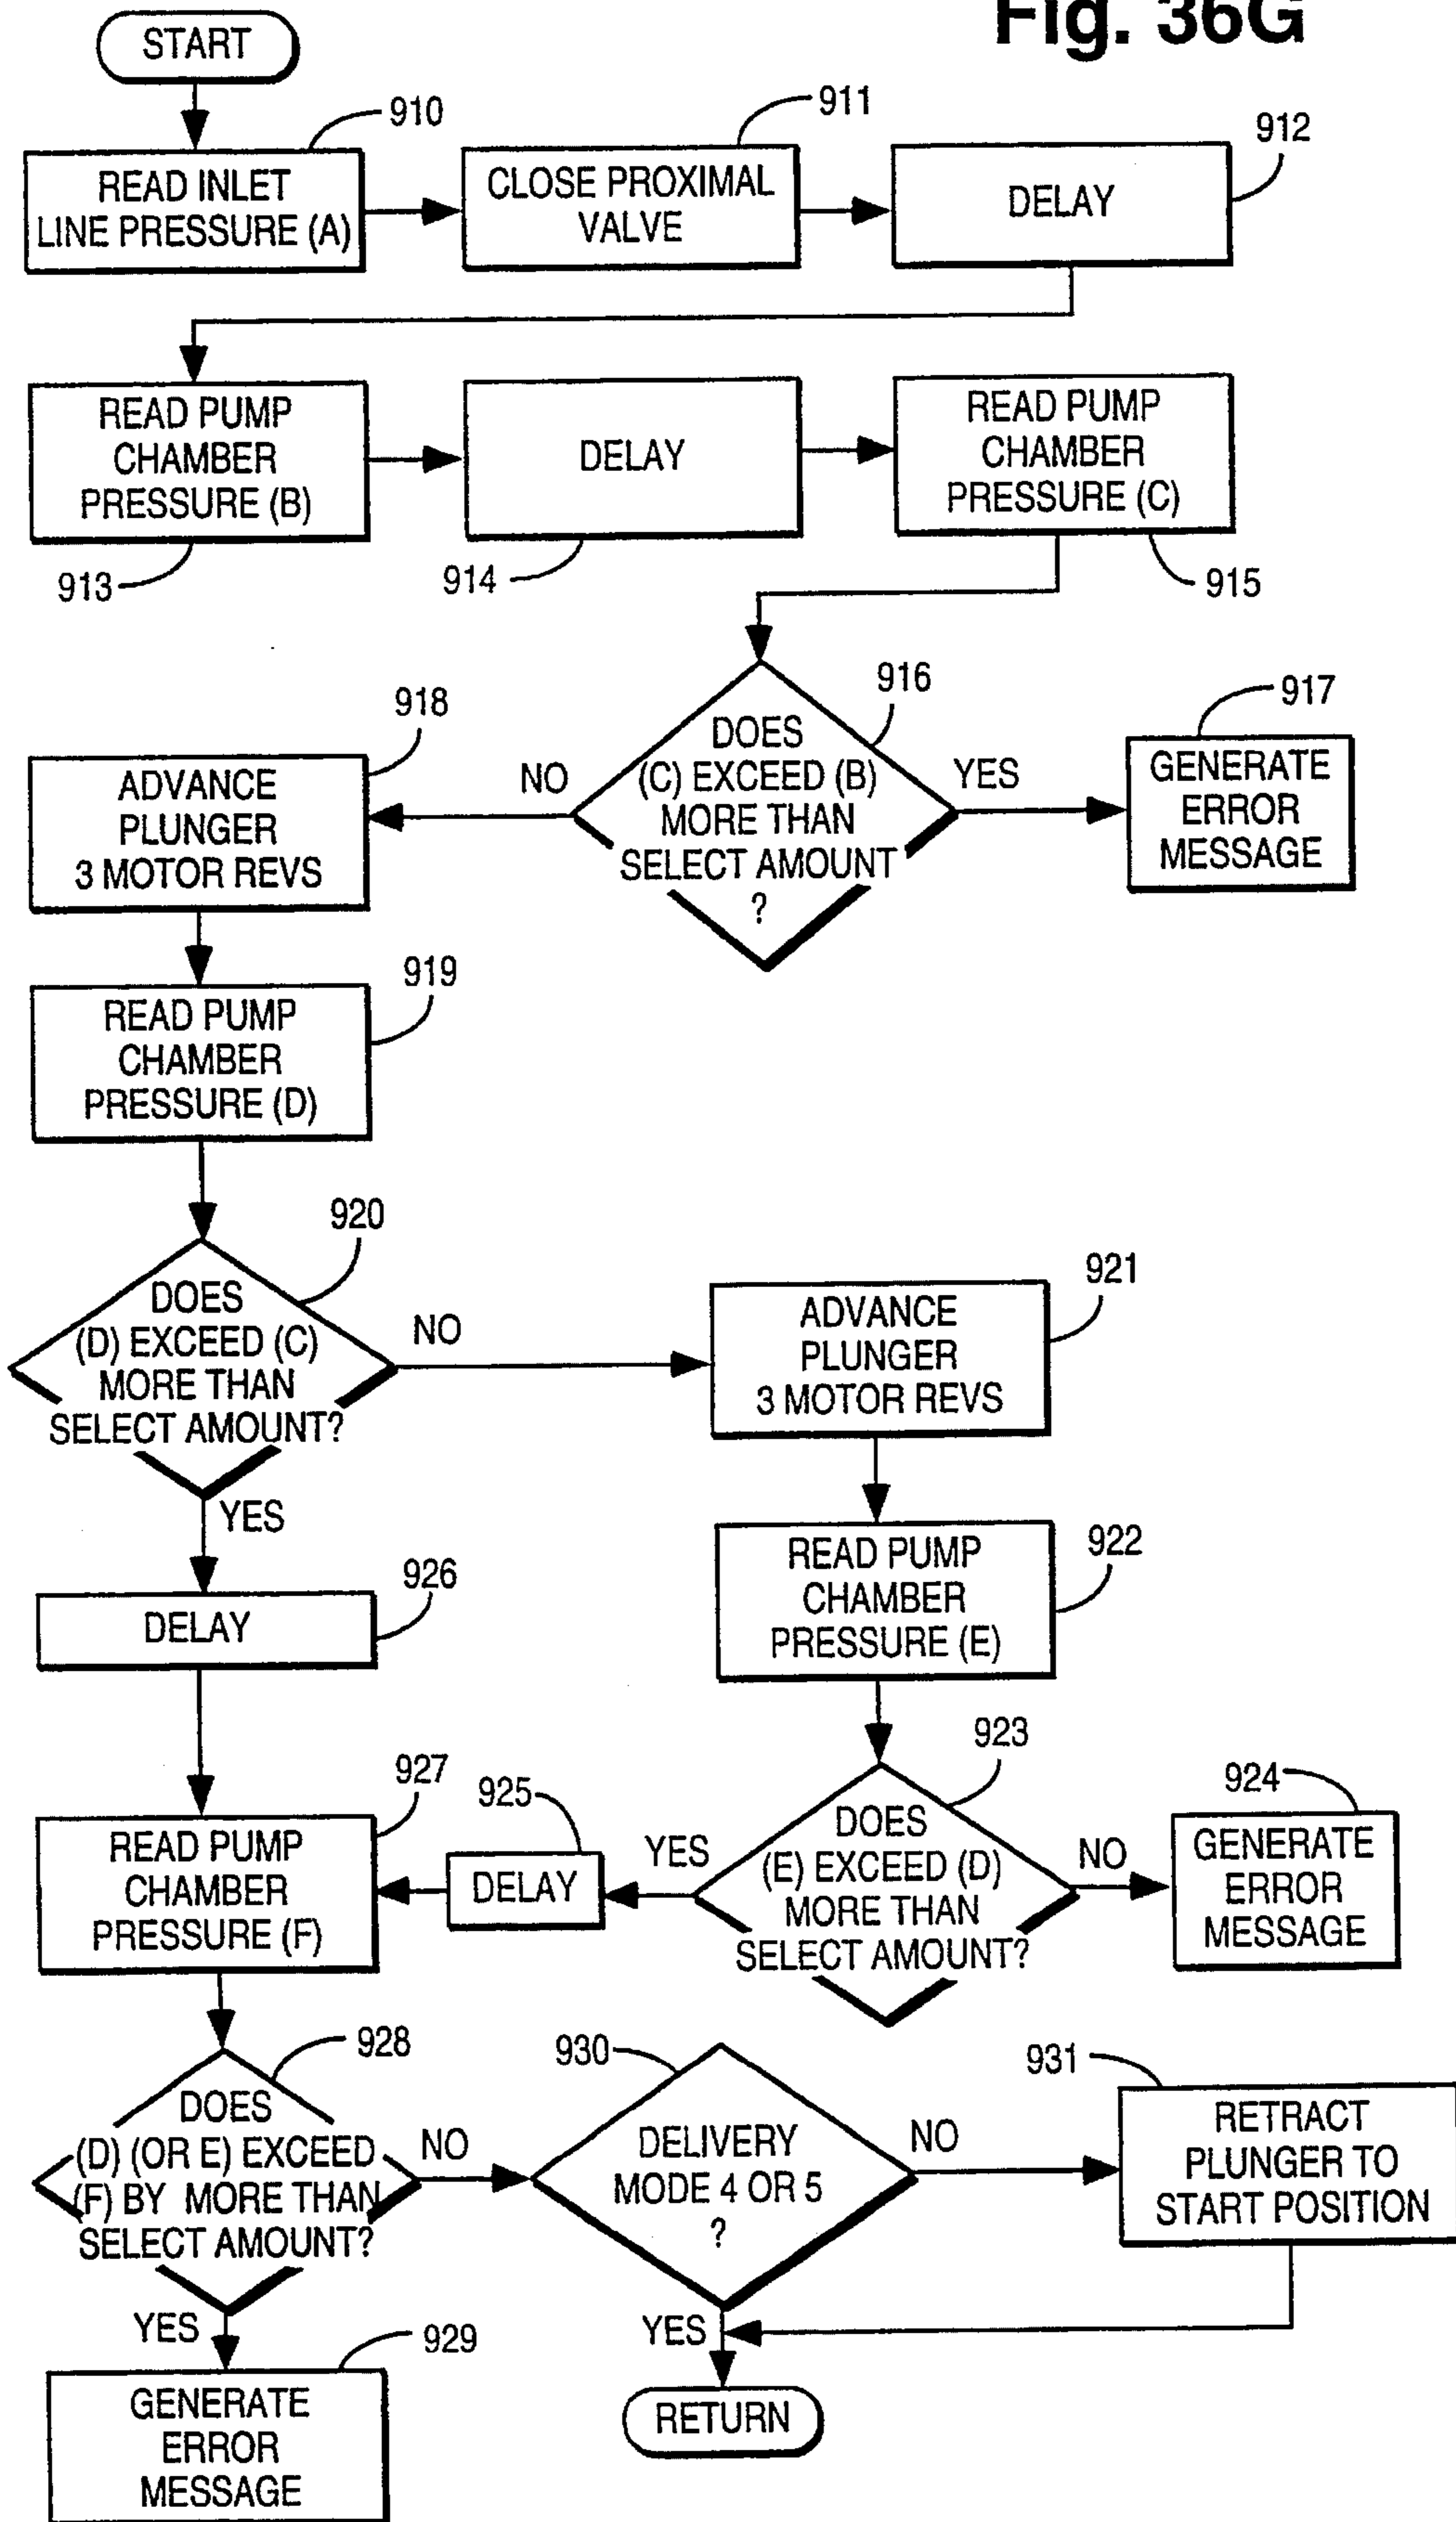 Fig. 36G
START
910
READ INLET
LINE PRESSURE (A)
911
CLOSE PROXIMAL
VALVE
912
DELAY
READ PUMP
CHAMBER
PRESSURE (B)
913
DELAY
914
READ PUMP
CHAMBER
PRESSURE (C)
915
916
DOES
(C) EXCEED (B)
MORE THAN
SELECT AMOUNT
?
NO
YES
917
GENERATE
ERROR
MESSAGE
918
ADVANCE
PLUNGER
3 MOTOR REVS
919
READ PUMP
CHAMBER
PRESSURE (D)
920
DOES
(D) EXCEED (C)
MORE THAN
SELECT AMOUNT?
NO
YES
921
ADVANCE
PLUNGER
3 MOTOR REVS
922
READ PUMP
CHAMBER
PRESSURE (E)
923
DOES
(E) EXCEED (D)
MORE THAN
SELECT AMOUNT?
NO
924
GENERATE
ERROR
MESSAGE
YES
925
DELAY
926
DELAY
927
READ PUMP
CHAMBER
PRESSURE (F)
928
DOES
(D) (OR E) EXCEED
(F) BY MORE THAN
SELECT AMOUNT?
NO
YES
929
GENERATE
ERROR
MESSAGE
930
DELIVERY
MODE 4 OR 5
?
NO
YES
931
RETRACT
PLUNGER TO
START POSITION
RETURN